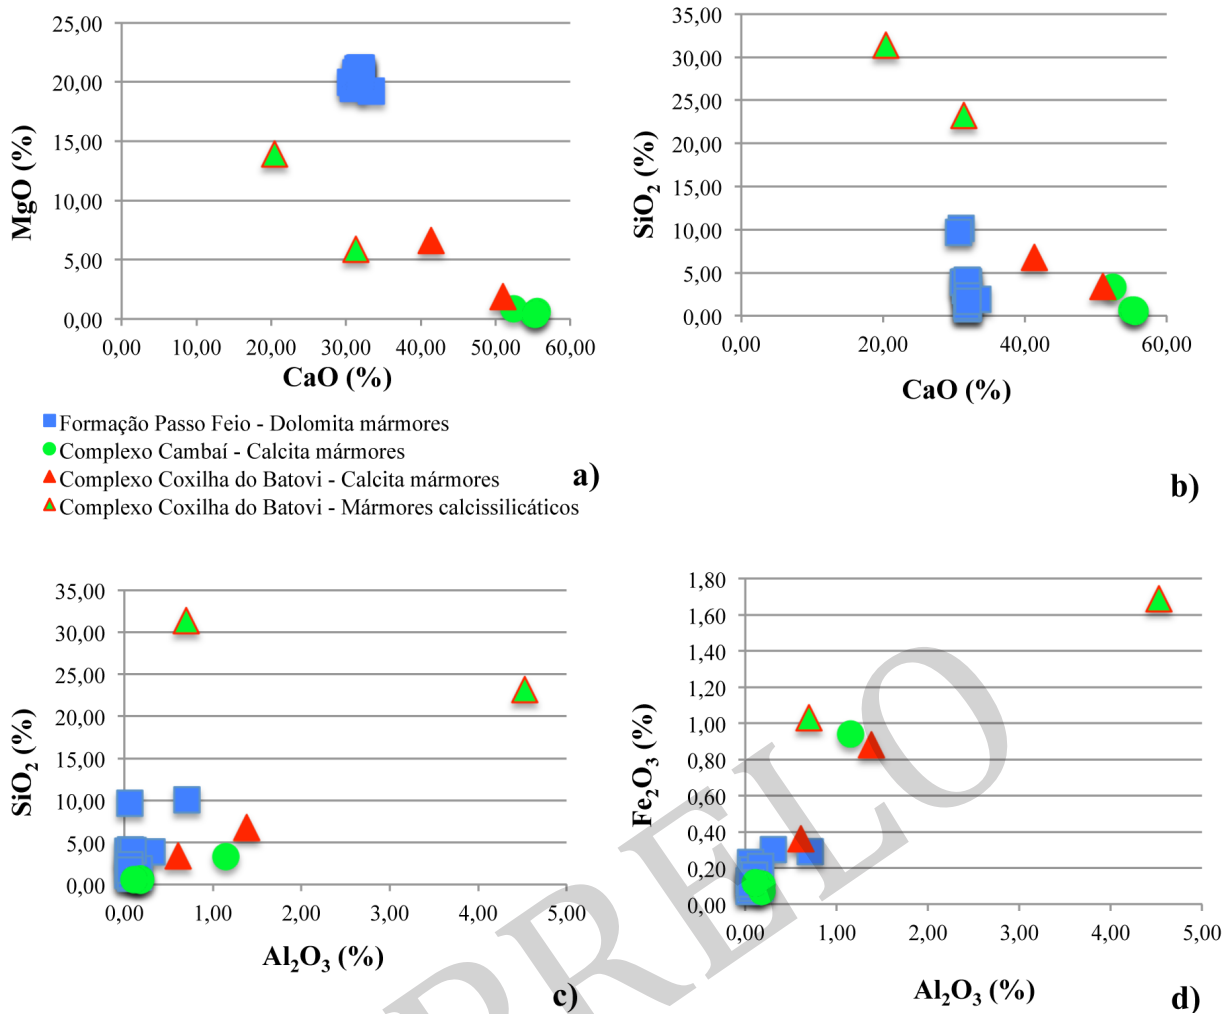 25,00
20,00
15,00
10,00
5,00
0,00
MgO (%)
0,00 10,00 20,00 30,00 40,00 50,00 60,00
CaO (%)
35,00
30,00
25,00
20,00
15,00
10,00
5,00
0,00
SiO₂ (%)
0,00 20,00 40,00 60,00
CaO (%)
Formação Passo Feio - Dolomita mármores
Complexo Cambaí - Calcita mármores
Complexo Coxilha do Batovi - Calcita mármores
Complexo Coxilha do Batovi - Mármores calcissilicáticos
a)
b)
35,00
30,00
25,00
20,00
15,00
10,00
5,00
0,00
SiO₂ (%)
0,00 1,00 2,00 3,00 4,00 5,00
Al₂O₃ (%)
c)
1,80
1,60
1,40
1,20
1,00
0,80
0,60
0,40
0,20
0,00
Fe₂O₃ (%)
0,00 1,00 2,00 3,00 4,00 5,00
Al₂O₃ (%)
d)
PRELO